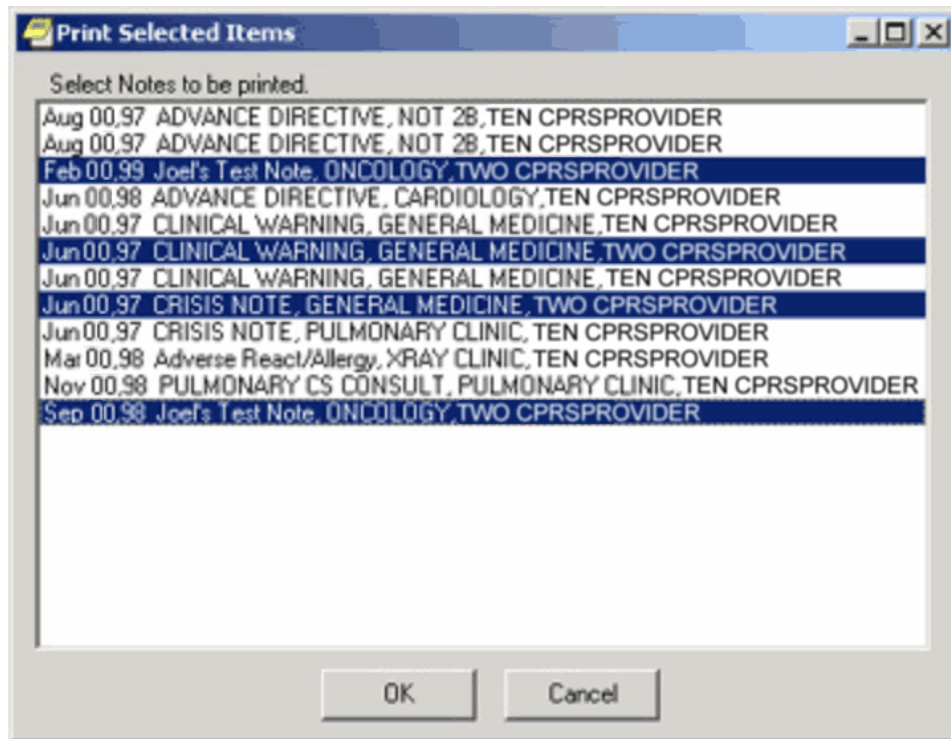 Print Selected Items
Select Notes to be printed.
Aug 00,97 ADVANCE DIRECTIVE, NOT 2B,TEN CPRSPROVIDER
Aug 00,97 ADVANCE DIRECTIVE, NOT 2B,TEN CPRSPROVIDER
Feb 00,99 Joel's Test Note, ONCOLOGY,TWO CPRSPROVIDER
Jun 00,98 ADVANCE DIRECTIVE, CARDIOLOGY,TEN CPRSPROVIDER
Jun 00,97 CLINICAL WARNING, GENERAL MEDICINE,TEN CPRSPROVIDER
Jun 00,97 CLINICAL WARNING, GENERAL MEDICINE,TWO CPRSPROVIDER
Jun 00,97 CLINICAL WARNING, GENERAL MEDICINE, TEN CPRSPROVIDER
Jun 00,97 CRISIS NOTE, GENERAL MEDICINE, TWO CPRSPROVIDER
Jun 00,97 CRISIS NOTE, PULMONARY CLINIC, TEN CPRSPROVIDER
Mar 00,98 Adverse React/Allergy, XRAY CLINIC, TEN CPRSPROVIDER
Nov 00,98 PULMONARY CS CONSULT, PULMONARY CLINIC, TEN CPRSPROVIDER
Sep 00,98 Joel's Test Note, ONCOLOGY,TWO CPRSPROVIDER
OK Cancel